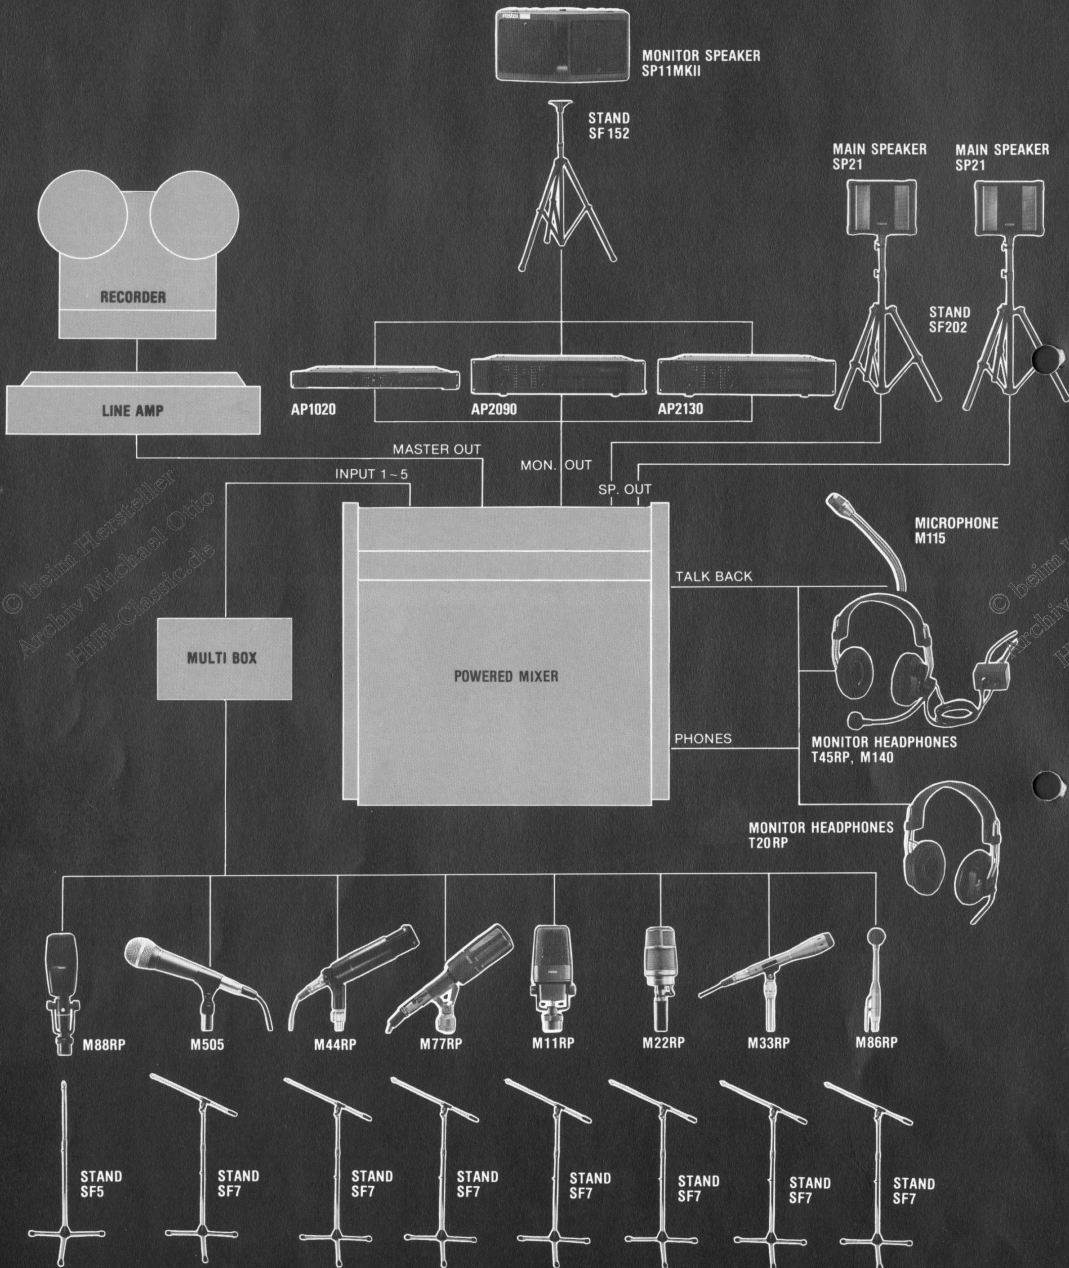 fostex
MONITOR SPEAKER
SP11MKII
STAND
SF152
MAIN SPEAKER
SP21
MAIN SPEAKER
SP21
STAND
SF202
RECORDER
LINE AMP
AP1020
AP2090
AP2130
MASTER OUT
MON. OUT
INPUT 1~5
SP. OUT
© beim Hersteller
Archiv Michael Otto
HiFi-Classic.de
MICROPHONE
M115
TALK BACK
MULTI BOX
POWERED MIXER
PHONES
MONITOR HEADPHONES
T45RP, M140
MONITOR HEADPHONES
T20RP
M88RP
M505
M44RP
M77RP
M11RP
M22RP
M33RP
M86RP
STAND
SF5
STAND
SF7
STAND
SF7
STAND
SF7
STAND
SF7
STAND
SF7
STAND
SF7
STAND
SF7